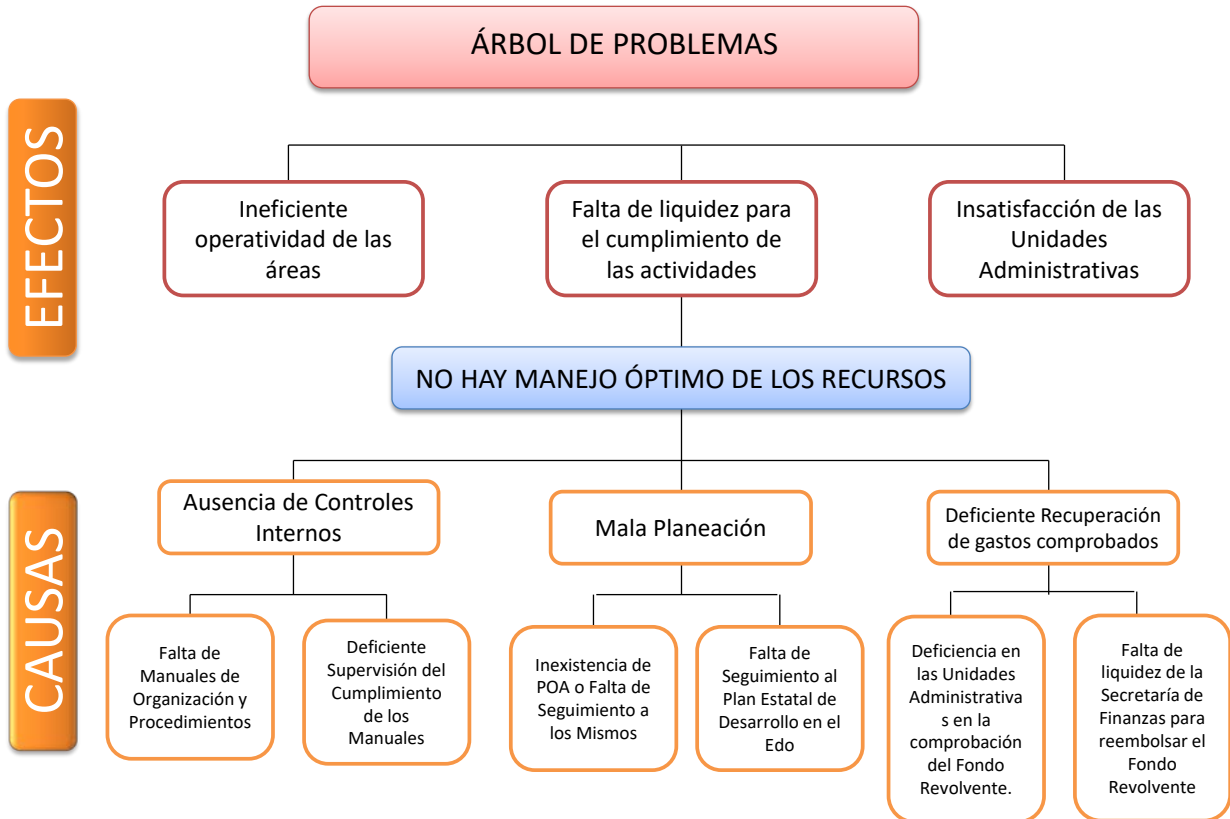 ÁRBOL DE PROBLEMAS
EFECTOS
Ineficiente
operatividad de las
áreas
Falta de liquidez para
el cumplimiento de
las actividades
Insatisfacción de las
Unidades
Administrativas
NO HAY MANEJO ÓPTIMO DE LOS RECURSOS
CAUSAS
Ausencia de Controles
Internos
Mala Planeación
Deficiente Recuperación
de gastos comprobados
Falta de
Manuales de
Organización y
Procedimientos
Deficiente
Supervisión del
Cumplimiento
de los
Manuales
Inexistencia de
POA o Falta de
Seguimiento a
los Mismos
Falta de
Seguimiento al
Plan Estatal de
Desarrollo en el
Edo
Deficiencia en
las Unidades
Administrativa
s en la
comprobación
del Fondo
Revolvente.
Falta de
liquidez de la
Secretaría de
Finanzas para
reembolsar el
Fondo
Revolvente